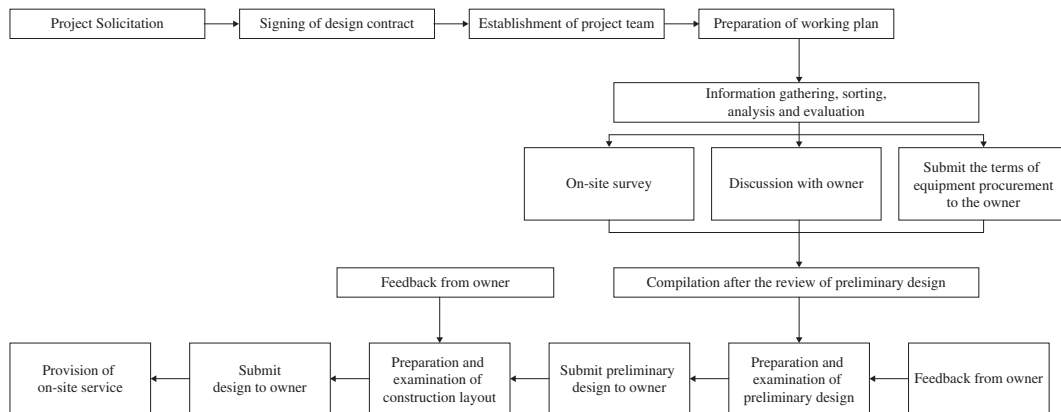 Project Solicitation
Signing of design contract
Establishment of project team
Preparation of working plan
Information gathering, sorting,
analysis and evaluation
On-site survey
Discussion with owner
Submit the terms of
equipment procurement
to the owner
Feedback from owner
Compilation after the review of preliminary design
Provision of
on-site service
Submit
design to owner
Preparation and
examination of
construction layout
Submit preliminary
design to owner
Preparation and
examination of
preliminary design
Feedback from owner